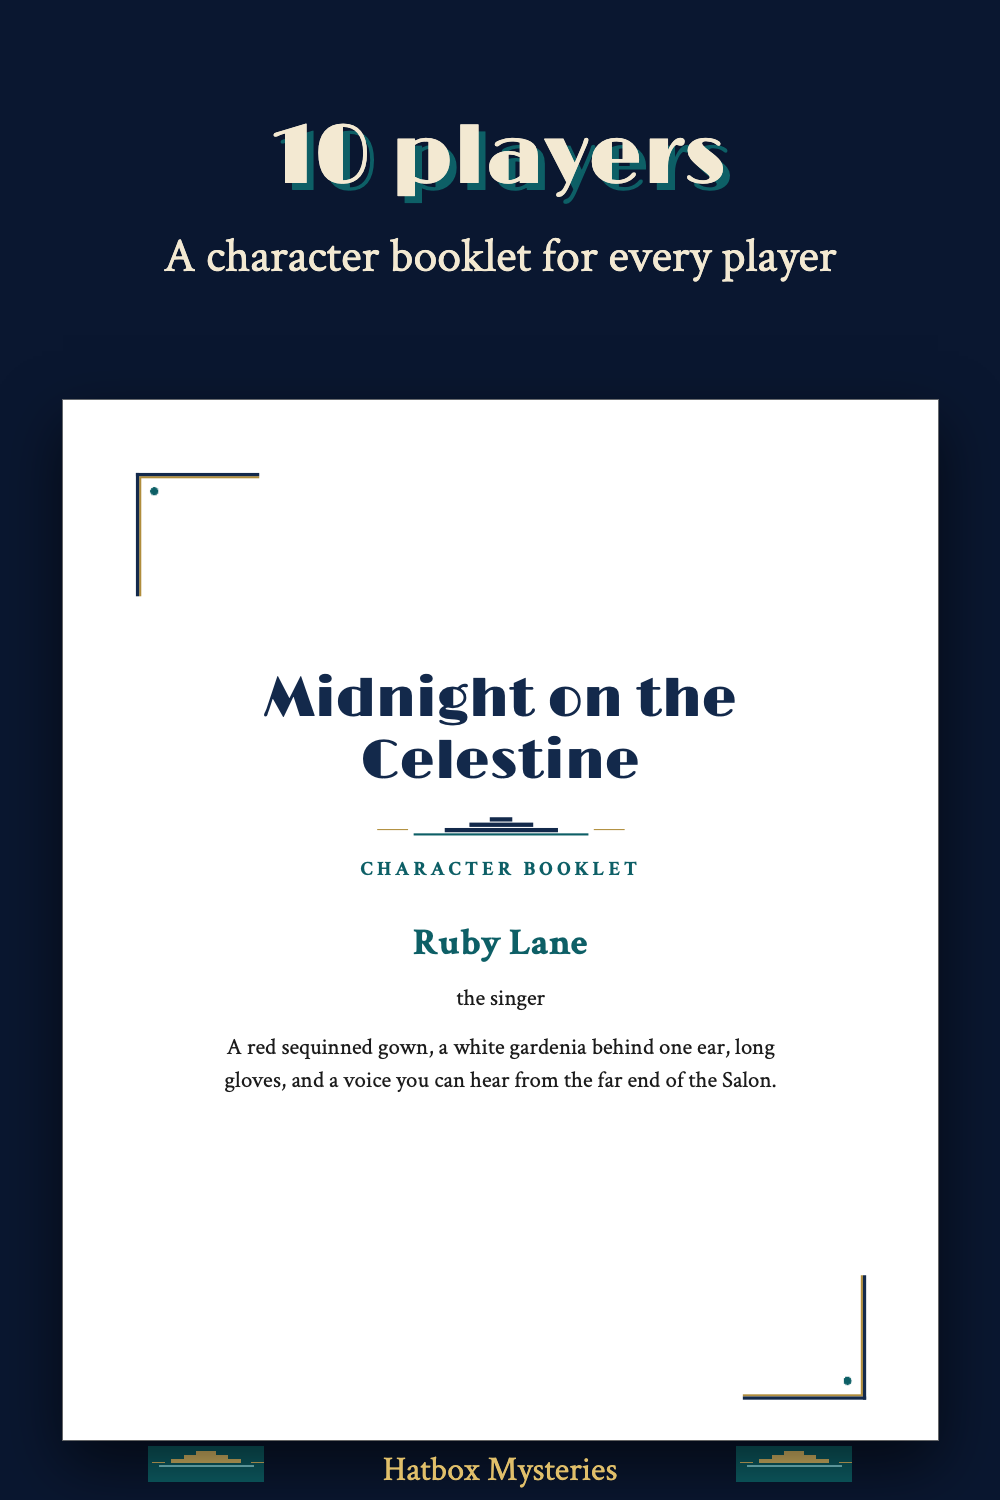 10 players
A character booklet for every player
Midnight on the
Celestine
CHARACTER BOOKLET
Ruby Lane
the singer
A red sequinned gown, a white gardenia behind one ear, long
gloves, and a voice you can hear from the far end of the Salon.
Hatbox Mysteries